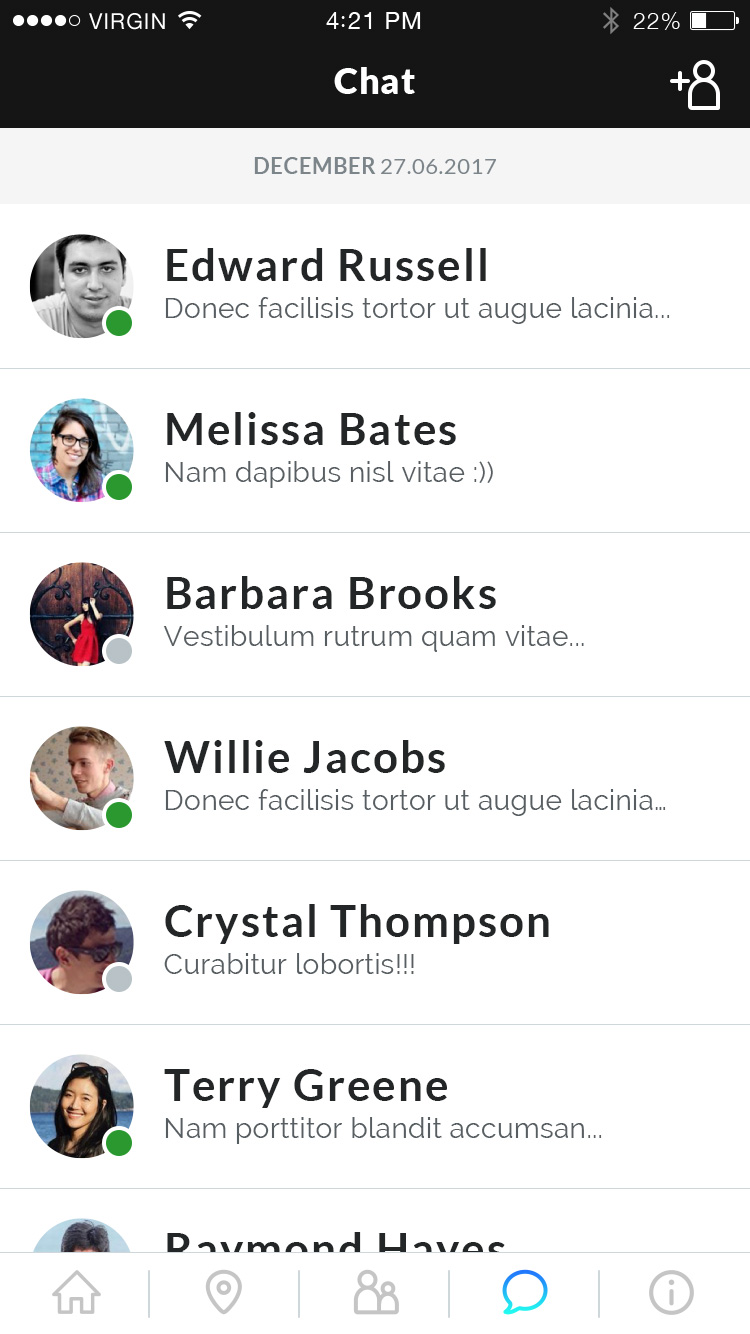 VIRGIN 4:21 PM 22%
Chat
DECEMBER 27.06.2017
Edward Russell
Donec facilisis tortor ut augue lacinia...
Melissa Bates
Nam dapibus nisl vitae :))
Barbara Brooks
Vestibulum rutrum quam vitae...
Willie Jacobs
Donec facilisis tortor ut augue lacinia...
Crystal Thompson
Curabitur lobortis!!!
Terry Greene
Nam porttitor blandit accumsan...
Raymond Hayes